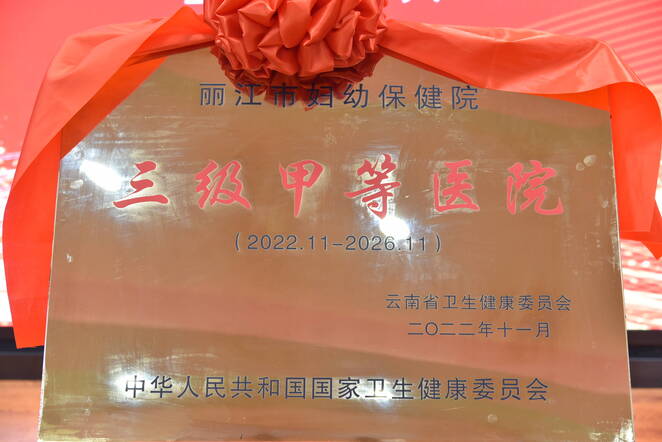 丽江市妇幼保健院
三级甲等医院
（2022.11-2026.11）
云南省卫生健康委员会
二〇二二年十一月
中华人民共和国国家卫生健康委员会